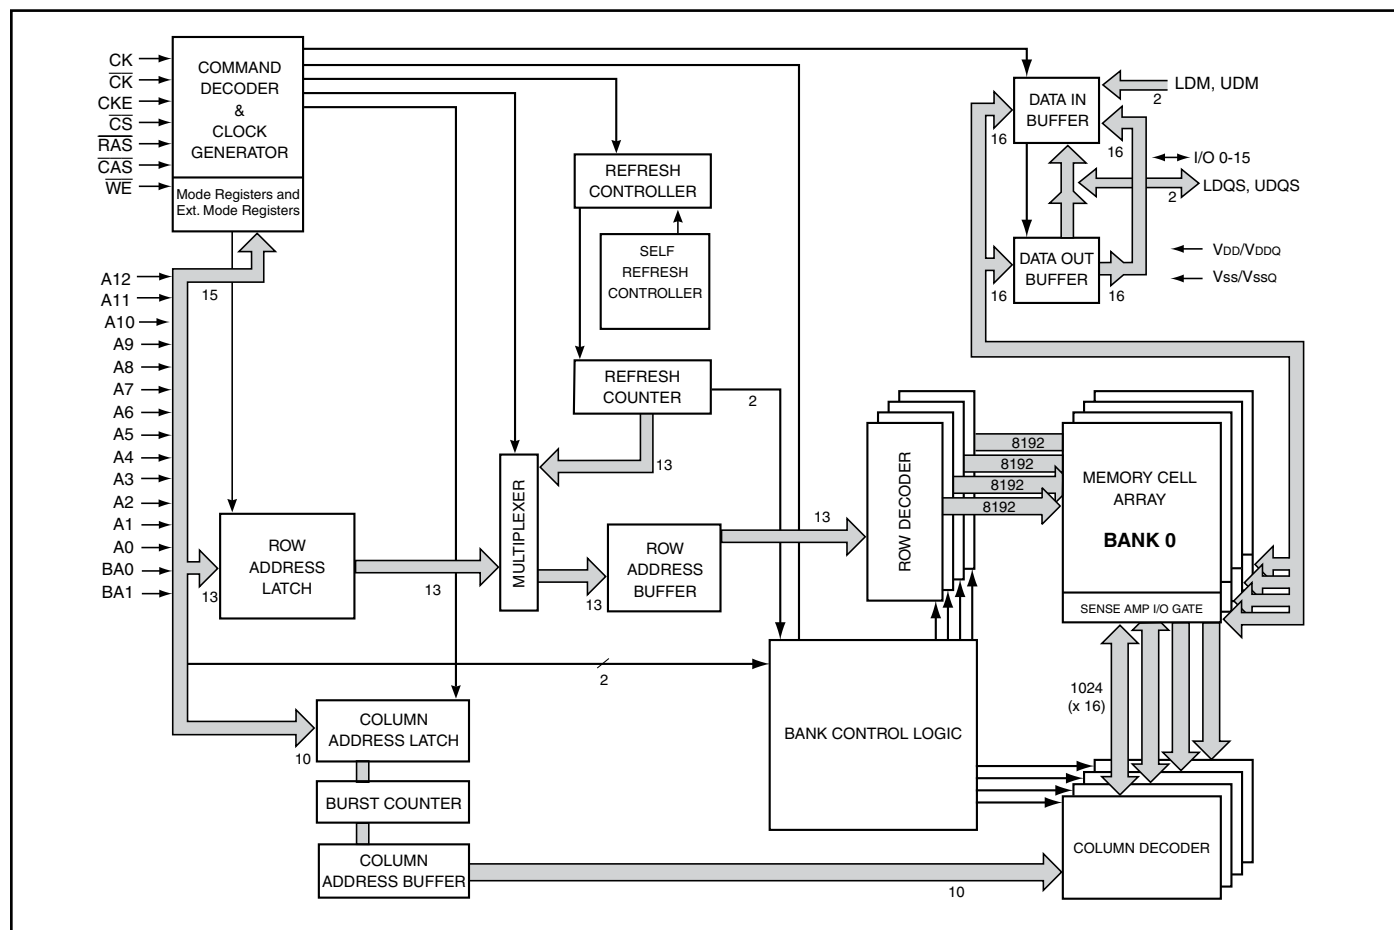 CK
C̅K̅
CKE
C̅S̅
R̅A̅S̅
C̅A̅S̅
W̅E̅
COMMAND
DECODER
&
CLOCK
GENERATOR
Mode Registers and
Ext. Mode Registers
A12
A11
A10
A9
A8
A7
A6
A5
A4
A3
A2
A1
A0
BA0
BA1
15
13
ROW
ADDRESS
LATCH
13
MULTIPLEXER
13
REFRESH
CONTROLLER
SELF
REFRESH
CONTROLLER
REFRESH
COUNTER
2
13
ROW
ADDRESS
BUFFER
13
ROW DECODER
8192
8192
8192
8192
MEMORY CELL
ARRAY
BANK 0
SENSE AMP I/O GATE
DATA IN
BUFFER
2
LDM, UDM
16
16
I/O 0-15
2
LDQS, UDQS
DATA OUT
BUFFER
16
16
VDD/VDDQ
Vss/VssQ
2
BANK CONTROL LOGIC
1024
(x 16)
COLUMN DECODER
10
COLUMN
ADDRESS LATCH
BURST COUNTER
COLUMN
ADDRESS BUFFER
10